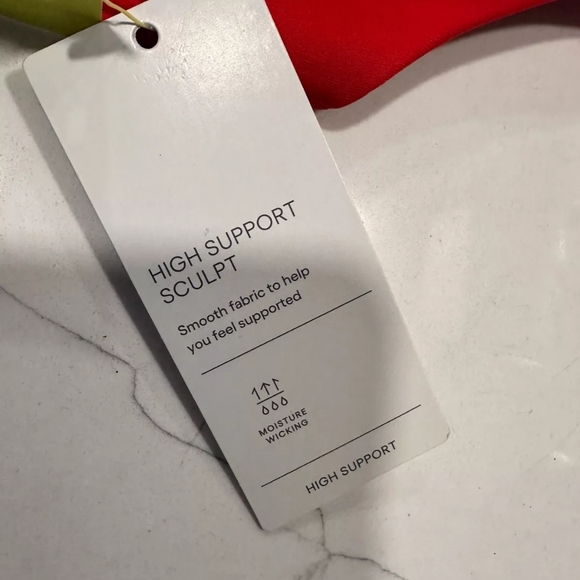 HIGH SUPPORT
SCULPT
Smooth fabric to help
you feel supported
MOISTURE
WICKING
HIGH SUPPORT